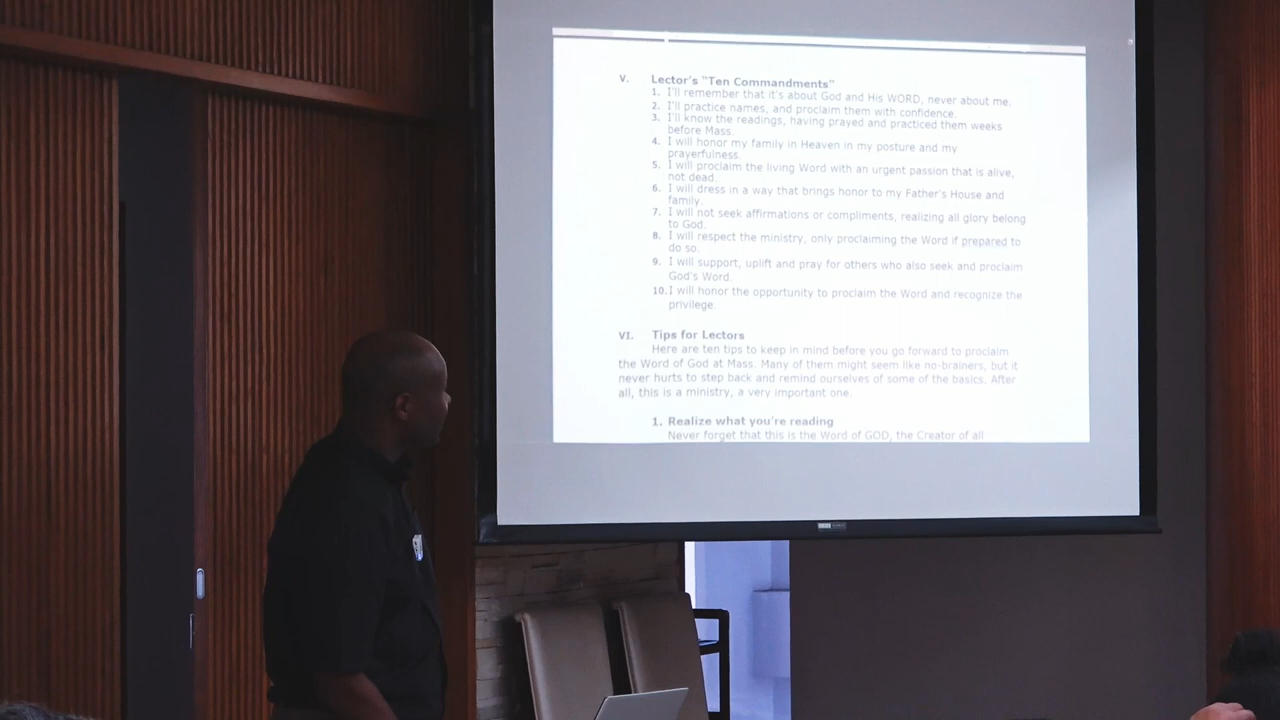 V. Lector's "Ten Commandments"
1. I'll remember that it's about God and His WORD, never about me.
2. I'll practice names, and proclaim them with confidence.
3. I'll know the readings, having prayed and practiced them weeks
before Mass.
4. I will honor my family in Heaven in my posture and my
prayerfulness.
5. I will proclaim the living Word with an urgent passion that is alive,
not dead.
6. I will dress in a way that brings honor to my Father's House and
family.
7. I will not seek affirmations or compliments, realizing all glory belong
to God.
8. I will respect the ministry, only proclaiming the Word if prepared to
do so.
9. I will support, uplift and pray for others who also seek and proclaim
God's Word.
10. I will honor the opportunity to proclaim the Word and recognize the
privilege.
VI. Tips for Lectors
Here are ten tips to keep in mind before you go forward to proclaim
the Word of God at Mass. Many of them might seem like no-brainers, but it
never hurts to step back and remind ourselves of some of the basics. After
all, this is a ministry, a very important one.
1. Realize what you're reading
Never forget that this is the Word of GOD, the Creator of all